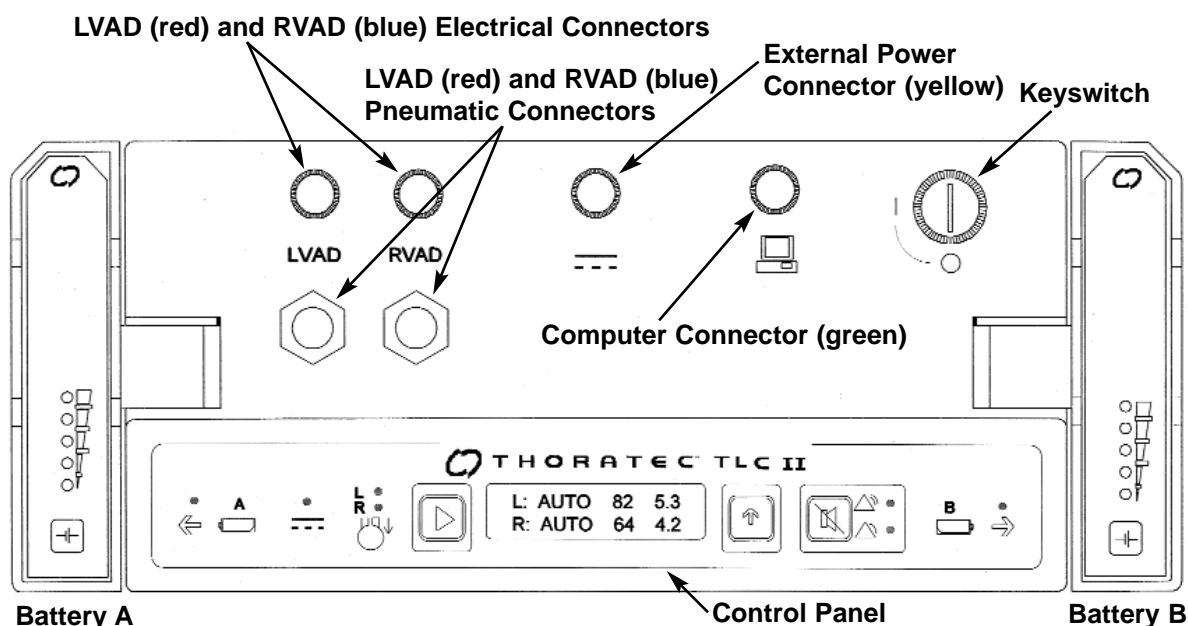 LVAD (red) and RVAD (blue) Electrical Connectors
LVAD (red) and RVAD (blue)
Pneumatic Connectors
External Power
Connector (yellow)
Keyswitch
LVAD
RVAD
Computer Connector (green)
THORATEC TLC II
A
L
R
L: AUTO 82 5.3
R: AUTO 64 4.2
B
Battery A
Control Panel
Battery B